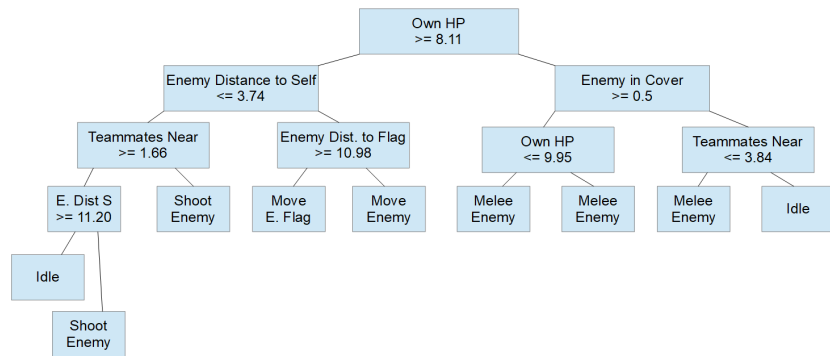 Own HP
>= 8.11
Enemy Distance to Self
<= 3.74
Enemy in Cover
>= 0.5
Teammates Near
>= 1.66
Enemy Dist. to Flag
>= 10.98
Own HP
<= 9.95
Teammates Near
<= 3.84
E. Dist S
>= 11.20
Shoot
Enemy
Move
E. Flag
Move
Enemy
Melee
Enemy
Melee
Enemy
Melee
Enemy
Idle
Idle
Shoot
Enemy